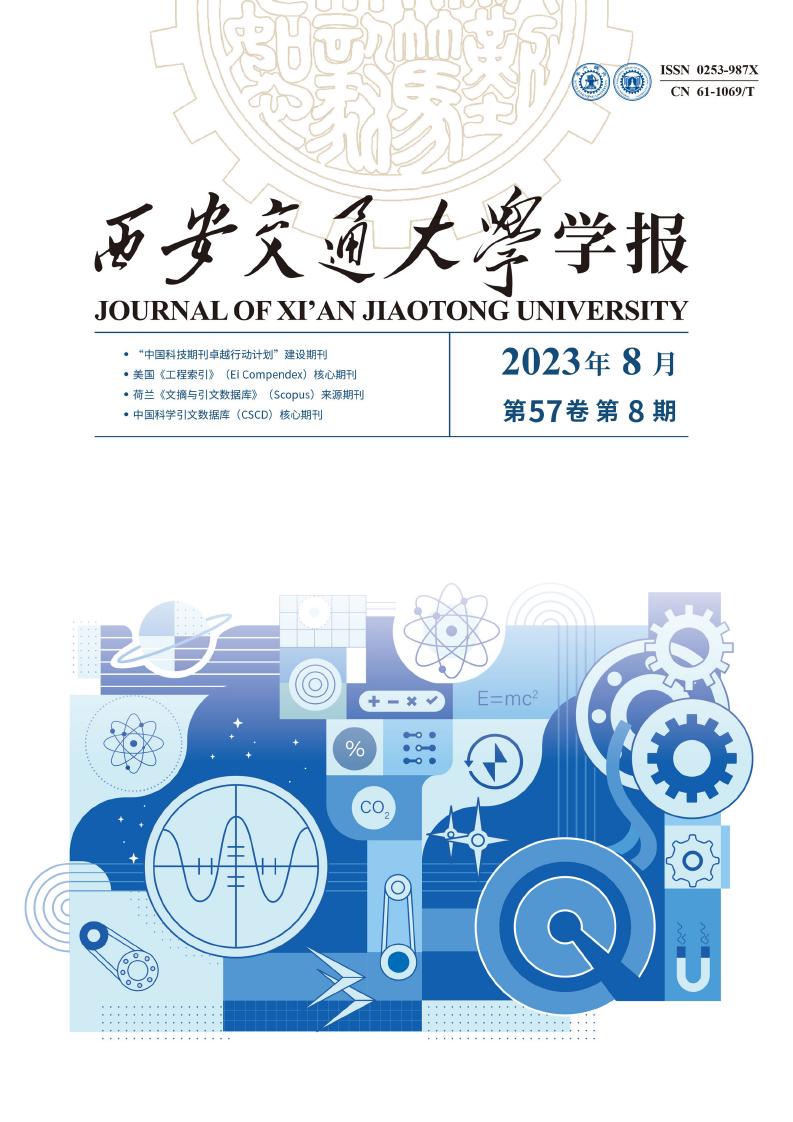 ISSN 0253-987X
CN 61-1069/T
西安交通大學学报
JOURNAL OF XI'AN JIAOTONG UNIVERSITY
• “中国科技期刊卓越行动计划”建设期刊
• 美国《工程索引》（EI Compendex）核心期刊
• 荷兰《文摘与引文数据库》（Scopus）来源期刊
• 中国科学引文数据库（CSCD）核心期刊
2023年 8 月
第57卷 第 8 期
E=mc²
%
CO₂